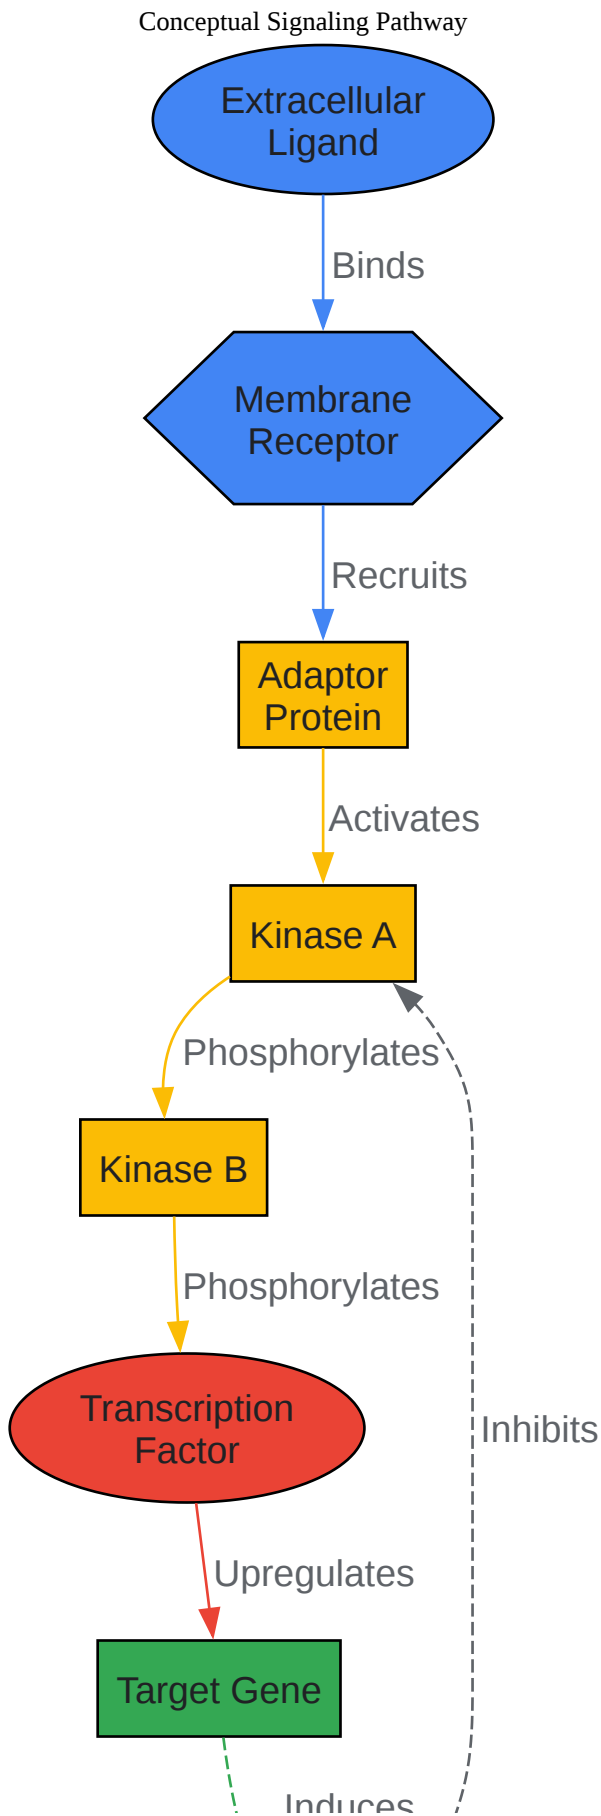 Conceptual Signaling Pathway
Extracellular
Ligand
Binds
Membrane
Receptor
Recruits
Adaptor
Protein
Activates
Kinase A
Phosphorylates
Kinase B
Phosphorylates
Transcription
Factor
Inhibits
Upregulates
Target Gene
Induces